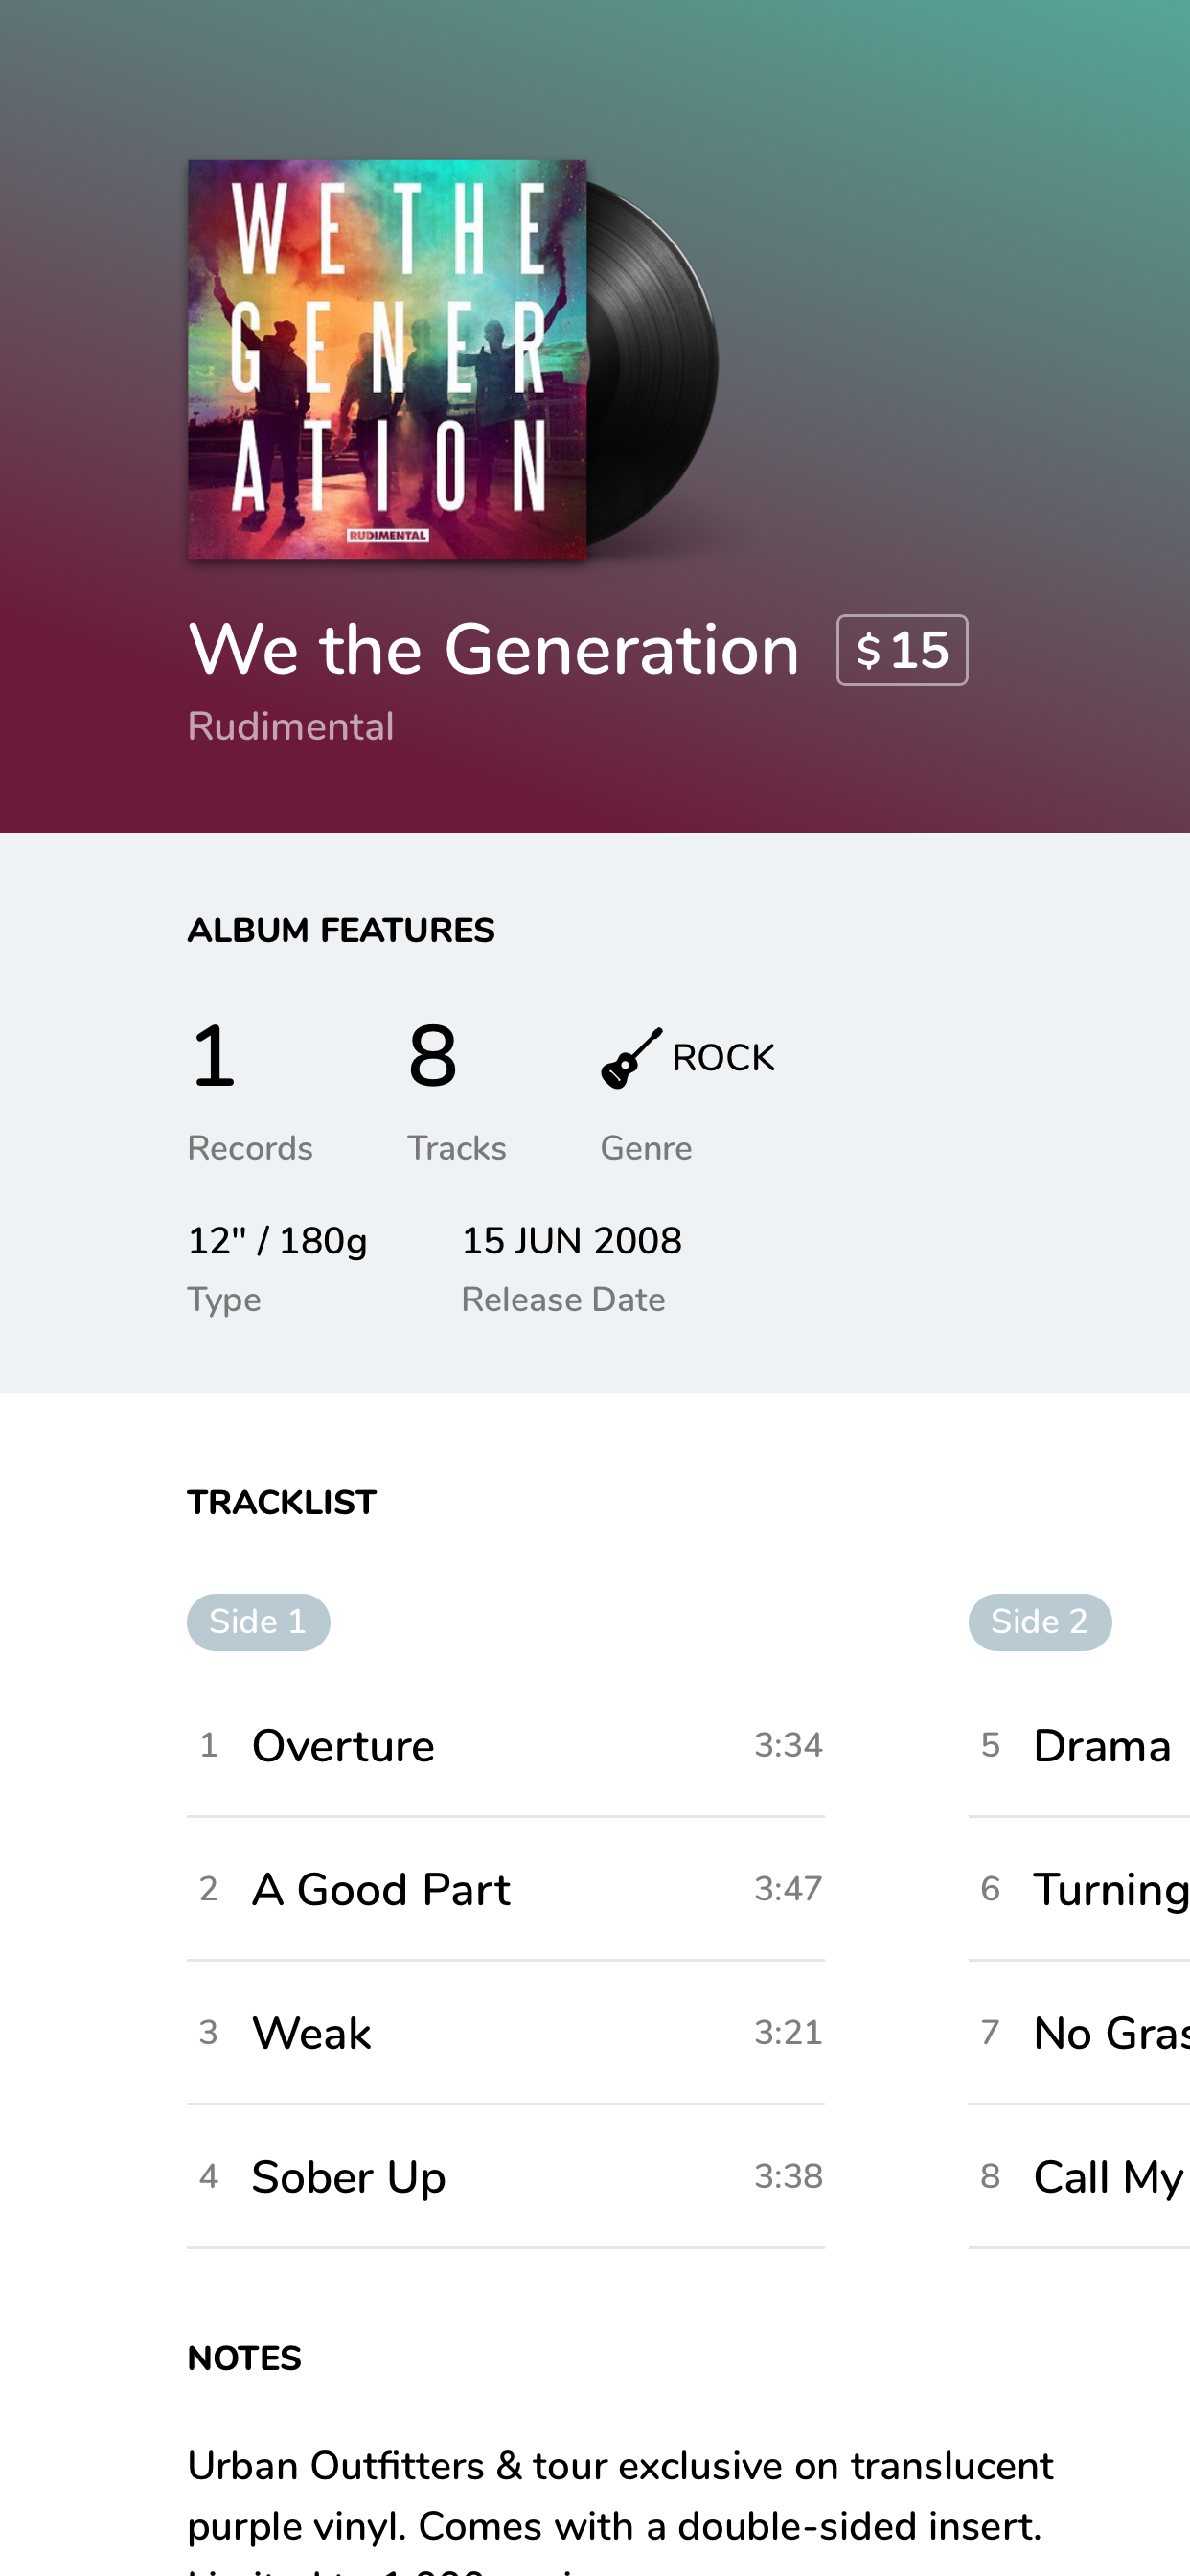 WE THE
GENER
ATION
RUDIMENTAL
We the Generation $ 15
Rudimental
ALBUM FEATURES
1 8 ROCK
Records Tracks Genre
12" / 180g 15 JUN 2008
Type Release Date
TRACKLIST
Side 1 Side 2
1 Overture 3:34 5 Drama
2 A Good Part 3:47 6 Turning
3 Weak 3:21 7 No Gras
4 Sober Up 3:38 8 Call My
NOTES
Urban Outfitters & tour exclusive on translucent
purple vinyl. Comes with a double-sided insert.